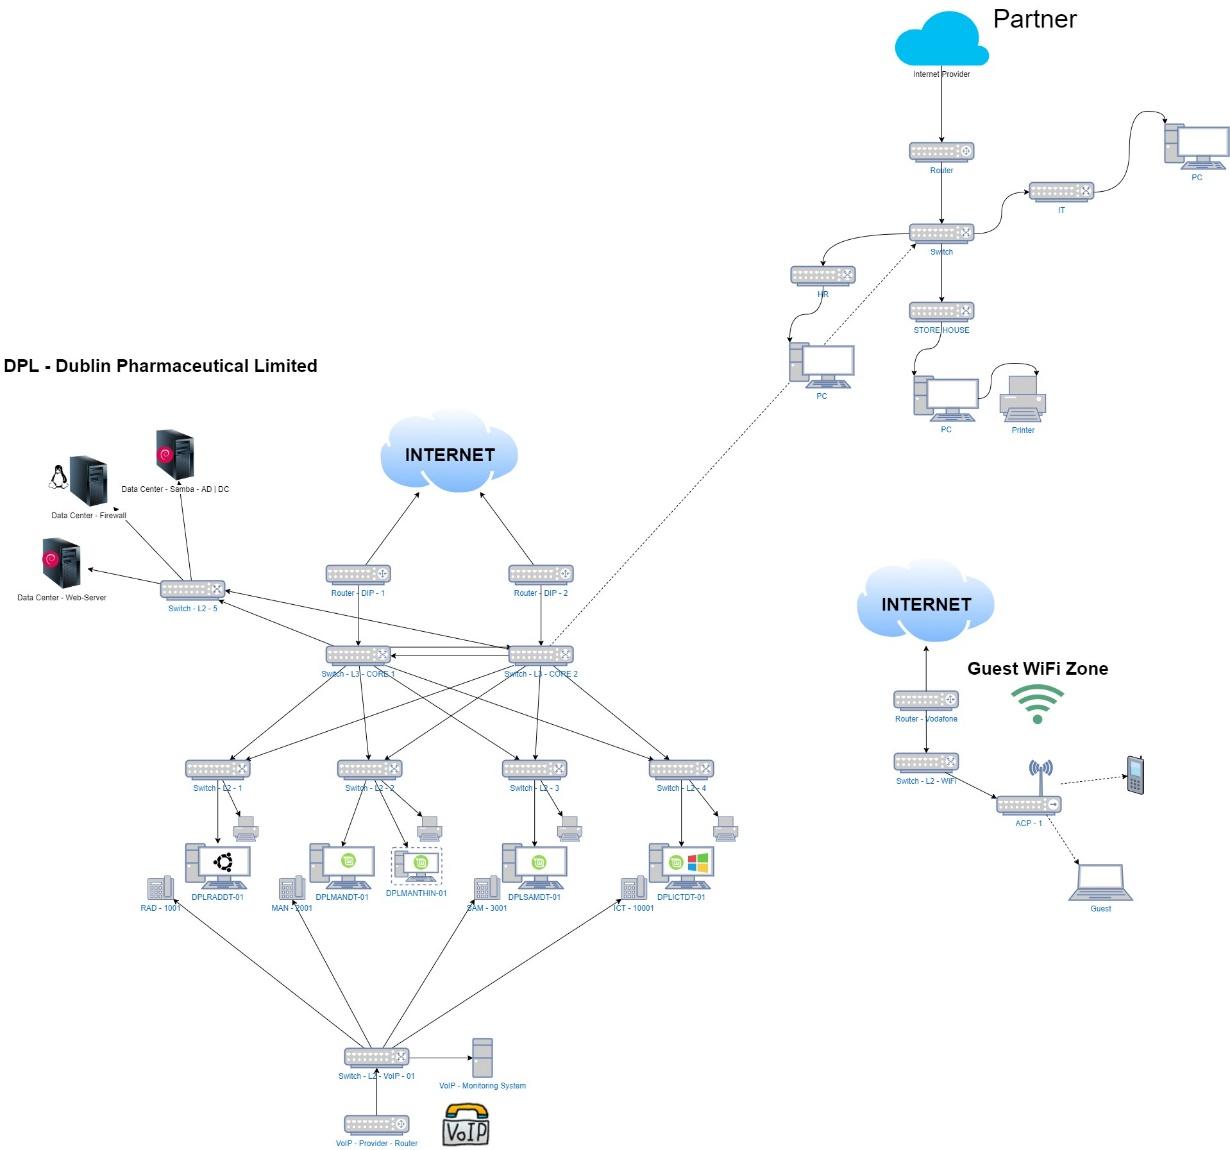 Partner
Internet Provider
Router
PC
IT
Switch
HR
STORE HOUSE
PC
PC
Printer
DPL - Dublin Pharmaceutical Limited
INTERNET
Data Center - Samba - AD | DC
Data Center - Firewall
Data Center - Web-Server
Switch - L2 - 5
Router - DIP - 1
Router - DIP - 2
Switch - L3 - CORE 1
Switch - L3 - CORE 2
INTERNET
Guest WiFi Zone
Router - Vodafone
Switch - L2 - WiFi
ACP - 1
Guest
Switch - L2 - 1
Switch - L2 - 2
Switch - L2 - 3
Switch - L2 - 4
DPLRADDT-01
DPLMANDT-01
DPLMANTHIN-01
DPLSAMDT-01
DPLICTDT-01
RAD - 1001
MAN - 2001
SAM - 3001
ICT - 10001
Switch - L2 - VoIP - 01
VoIP - Monitoring System
VoIP - Provider - Router
VoIP